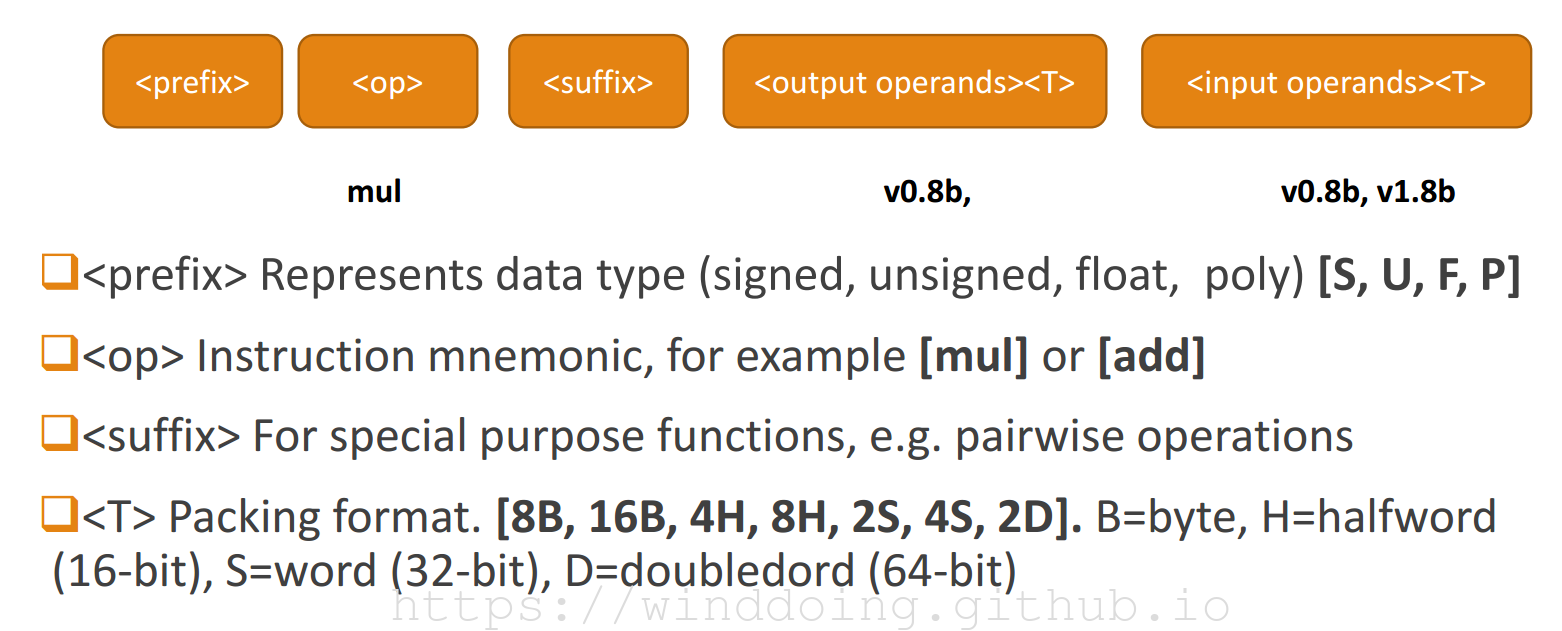 <prefix> <op> <suffix> <output operands><T> <input operands><T>
mul v0.8b, v0.8b, v1.8b
<prefix> Represents data type (signed, unsigned, float, poly) [S, U, F, P]
<op> Instruction mnemonic, for example [mul] or [add]
<suffix> For special purpose functions, e.g. pairwise operations
<T> Packing format. [8B, 16B, 4H, 8H, 2S, 4S, 2D]. B=byte, H=halfword
(16-bit), S=word (32-bit), D=doubledord (64-bit)
https://winddoing.github.io